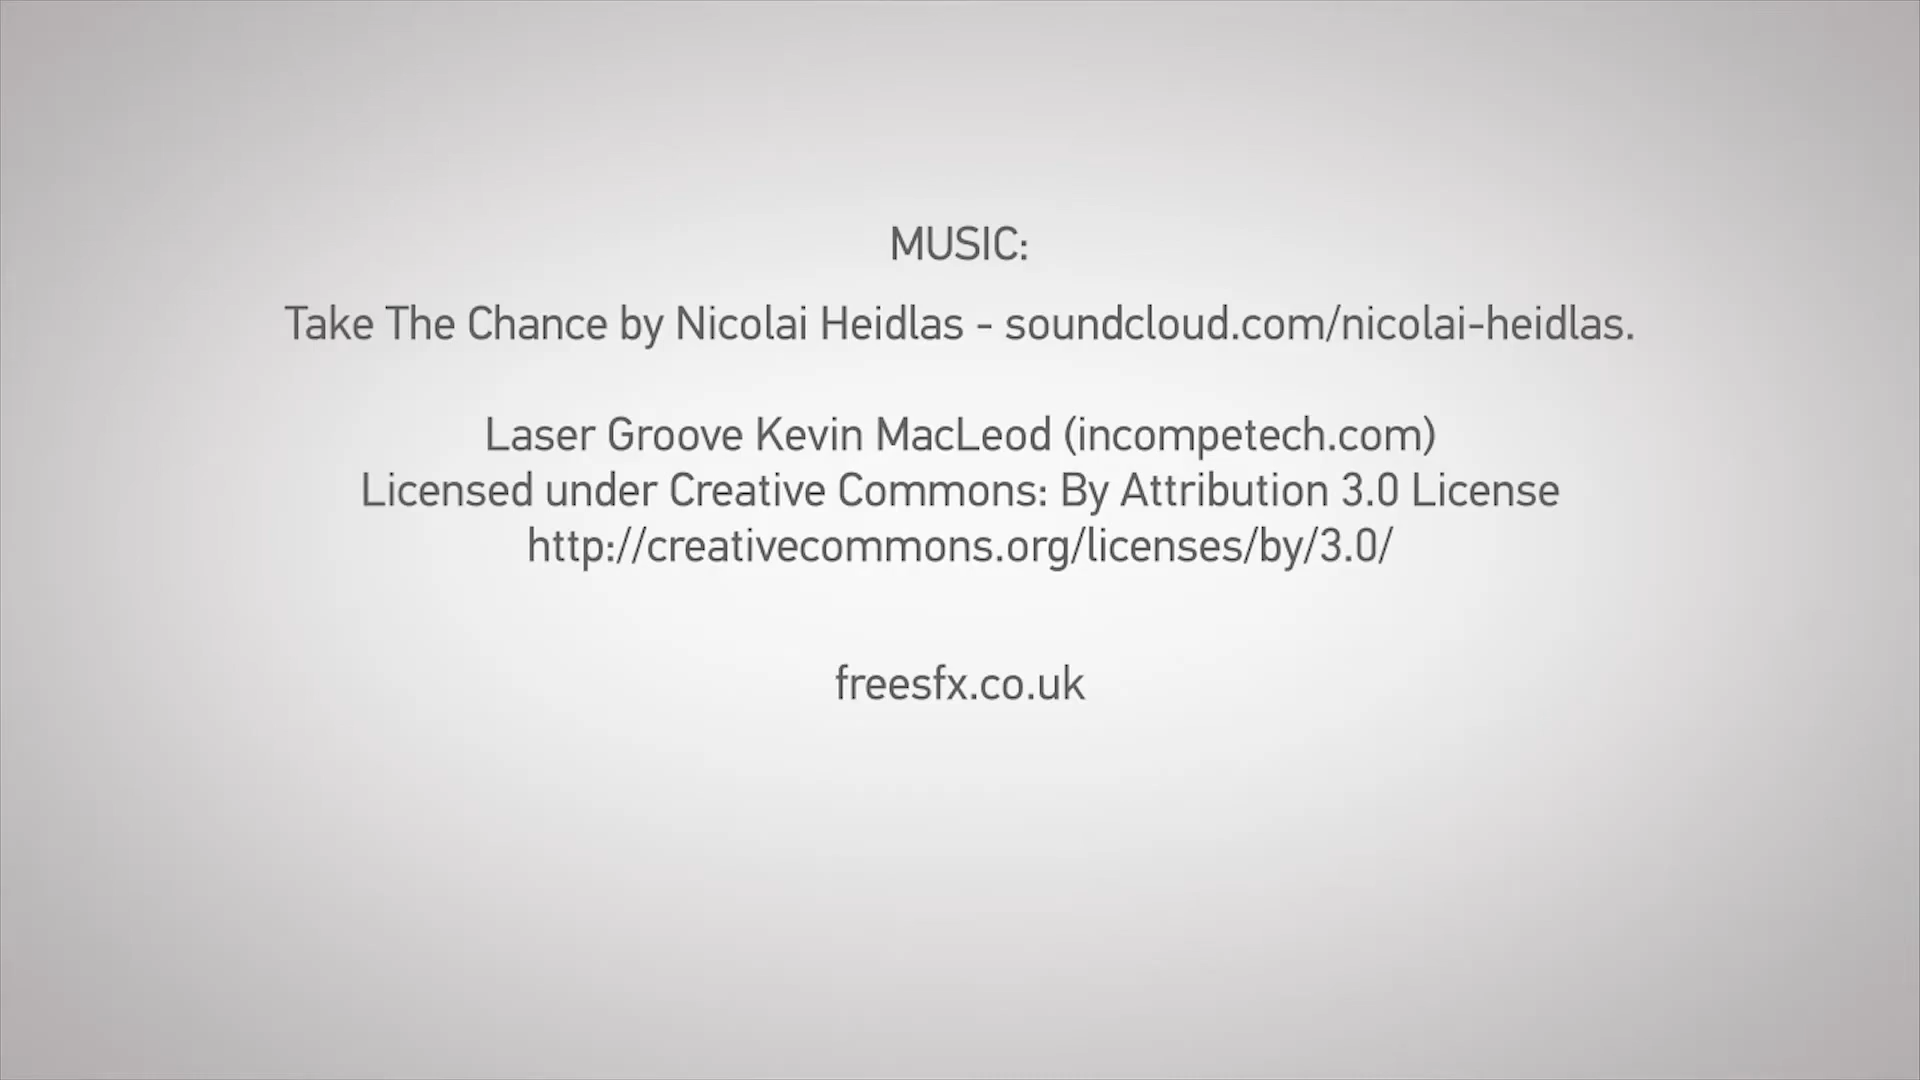 MUSIC:
Take The Chance by Nicolai Heidlas - soundcloud.com/nicolai-heidlas.
Laser Groove Kevin MacLeod (incompetech.com)
Licensed under Creative Commons: By Attribution 3.0 License
http://creativecommons.org/licenses/by/3.0/
freesfx.co.uk